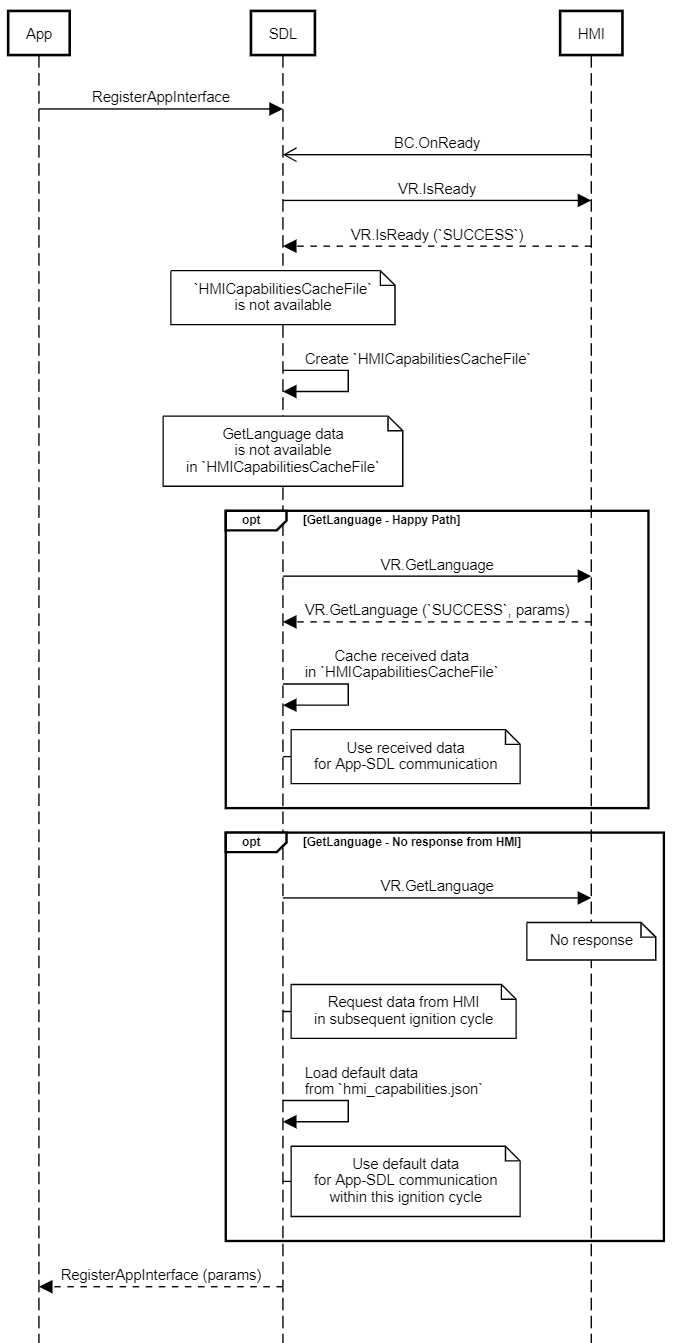 App
SDL
HMI
RegisterAppInterface
BC.OnReady
VR.IsReady
VR.IsReady (`SUCCESS`)
`HMICapabilitiesCacheFile`
is not available
Create `HMICapabilitiesCacheFile`
GetLanguage data
is not available
in `HMICapabilitiesCacheFile`
opt
[GetLanguage - Happy Path]
VR.GetLanguage
VR.GetLanguage (`SUCCESS`, params)
Cache received data
in `HMICapabilitiesCacheFile`
Use received data
for App-SDL communication
opt
[GetLanguage - No response from HMI]
VR.GetLanguage
No response
Request data from HMI
in subsequent ignition cycle
Load default data
from `hmi_capabilities.json`
Use default data
for App-SDL communication
within this ignition cycle
RegisterAppInterface (params)